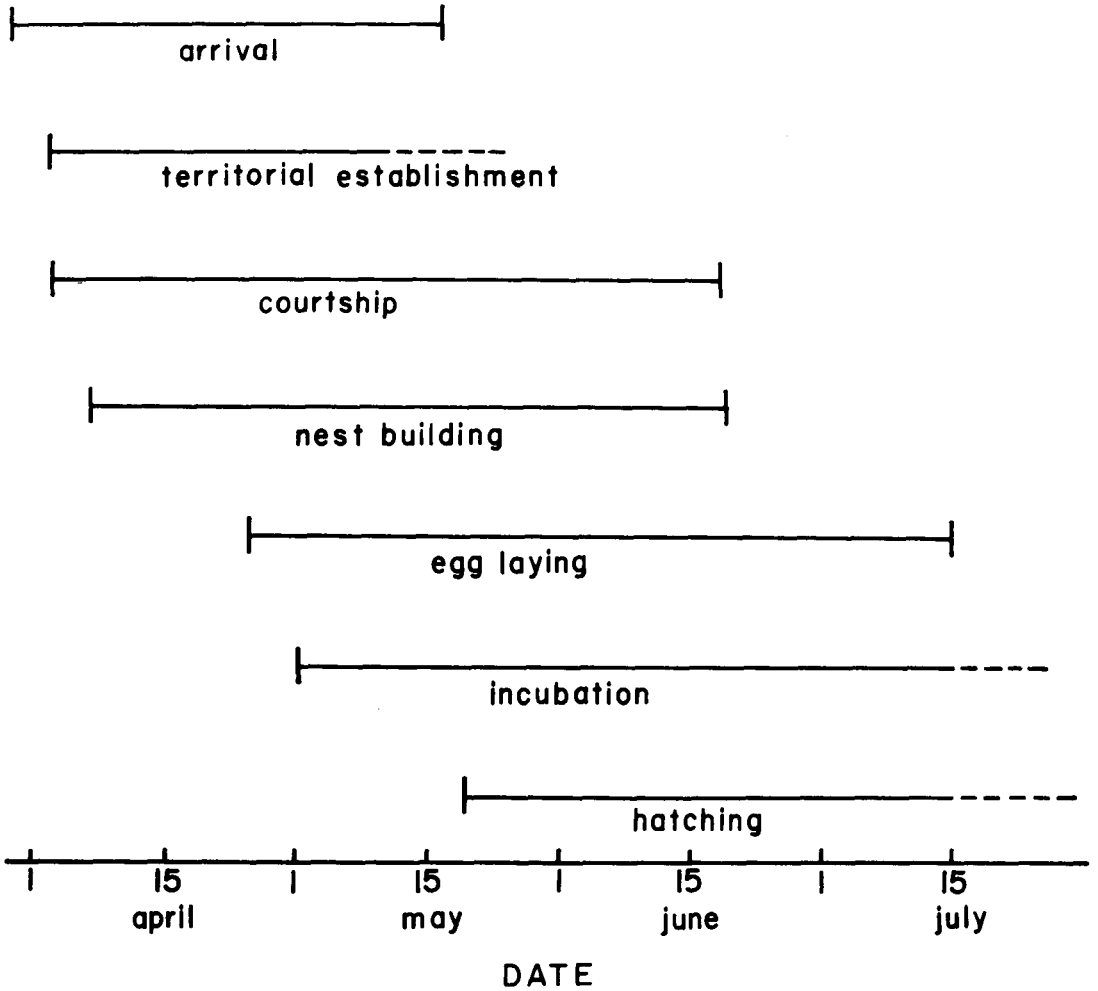 arrival
territorial establishment
courtship
nest building
egg laying
incubation
hatching
1 15 1 15 1 15 1 15
april may june july
DATE